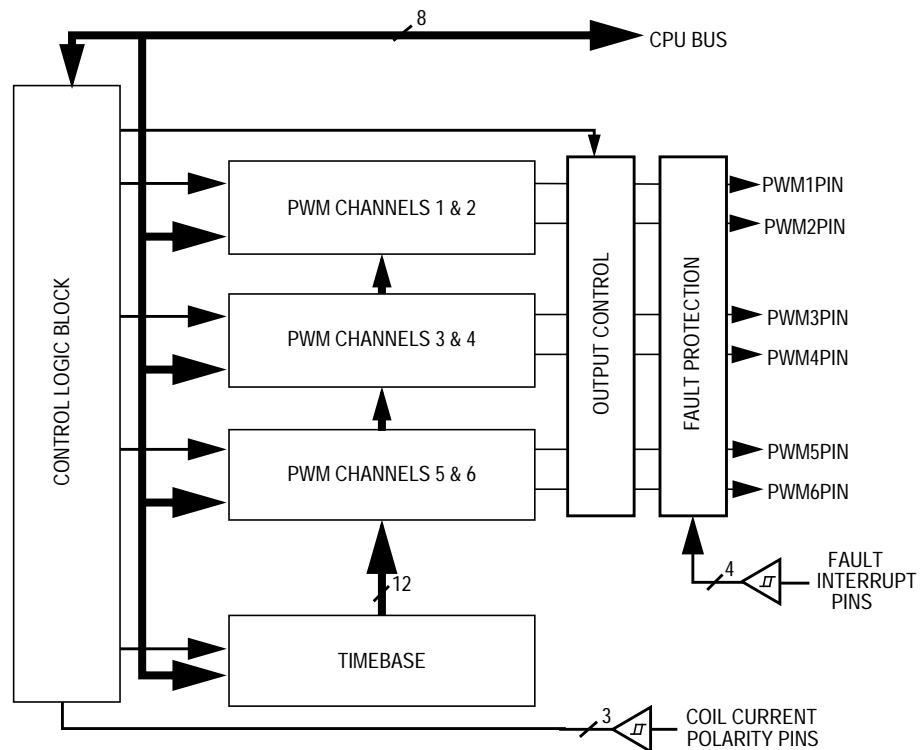 8
CPU BUS
CONTROL LOGIC BLOCK
PWM CHANNELS 1 & 2
PWM CHANNELS 3 & 4
PWM CHANNELS 5 & 6
12
TIMEBASE
OUTPUT CONTROL
FAULT PROTECTION
PWM1PIN
PWM2PIN
PWM3PIN
PWM4PIN
PWM5PIN
PWM6PIN
4
FAULT
INTERRUPT
PINS
3
COIL CURRENT
POLARITY PINS